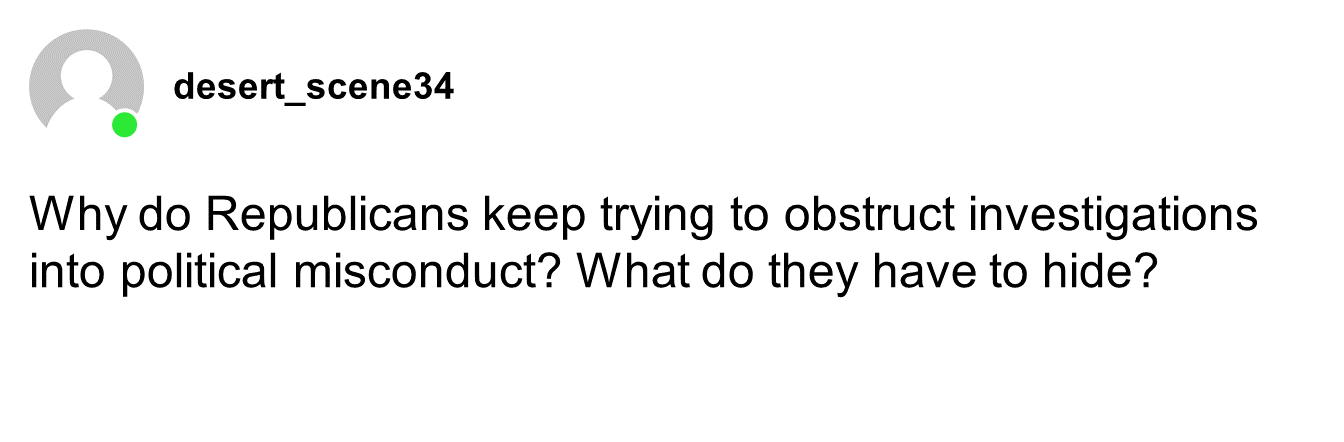 desert_scene34
Why do Republicans keep trying to obstruct investigations
into political misconduct? What do they have to hide?